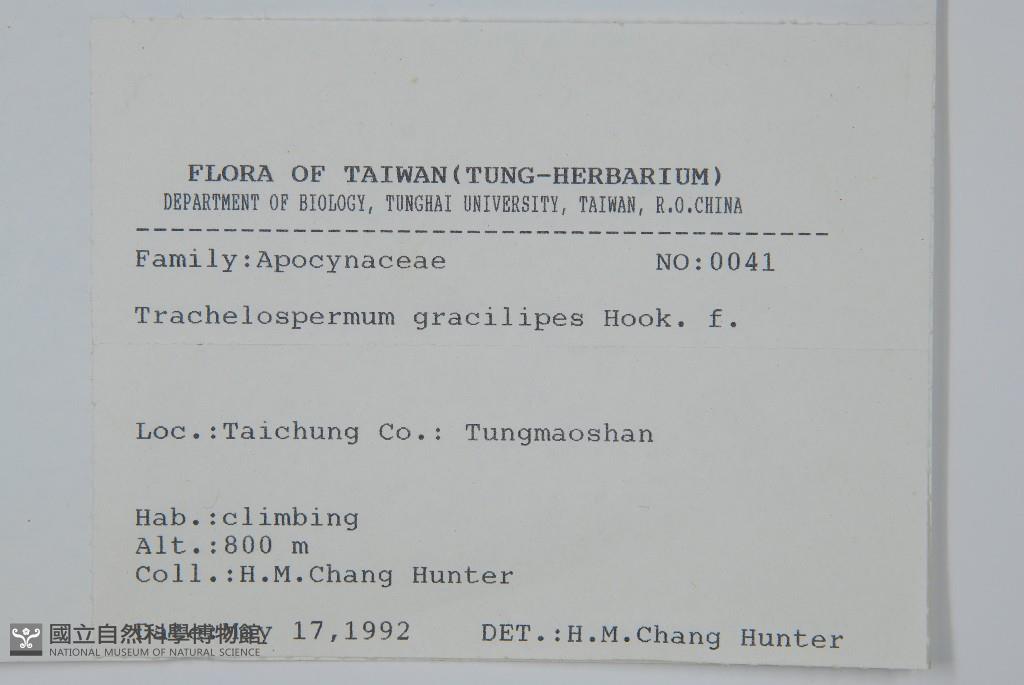 FLORA OF TAIWAN(TUNG-HERBARIUM)
DEPARTMENT OF BIOLOGY, TUNGHAI UNIVERSITY, TAIWAN, R.O.CHINA
Family:Apocynaceae NO:0041
Trachelospermum gracilipes Hook. f.
Loc.:Taichung Co.: Tungmaoshan
Hab.:climbing
Alt.:800 m
Coll.:H.M.Chang Hunter
Date:May 17,1992 DET.:H.M.Chang Hunter
國立自然科學博物館
NATIONAL MUSEUM OF NATURAL SCIENCE